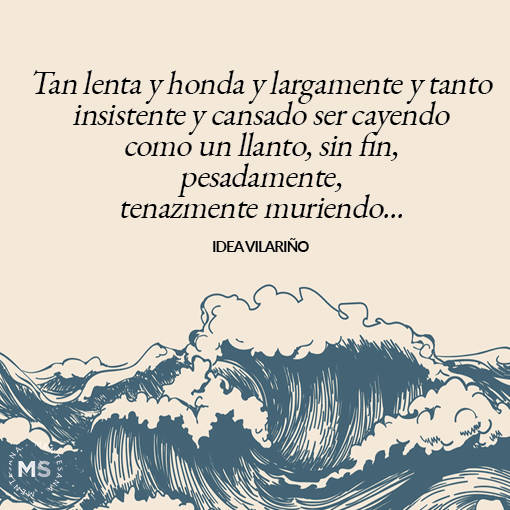 Tan lenta y honda y largamente y tanto
insistente y cansado ser cayendo
como un llanto, sin fin,
pesadamente,
tenazmente muriendo...
IDEA VILARIÑO
MS